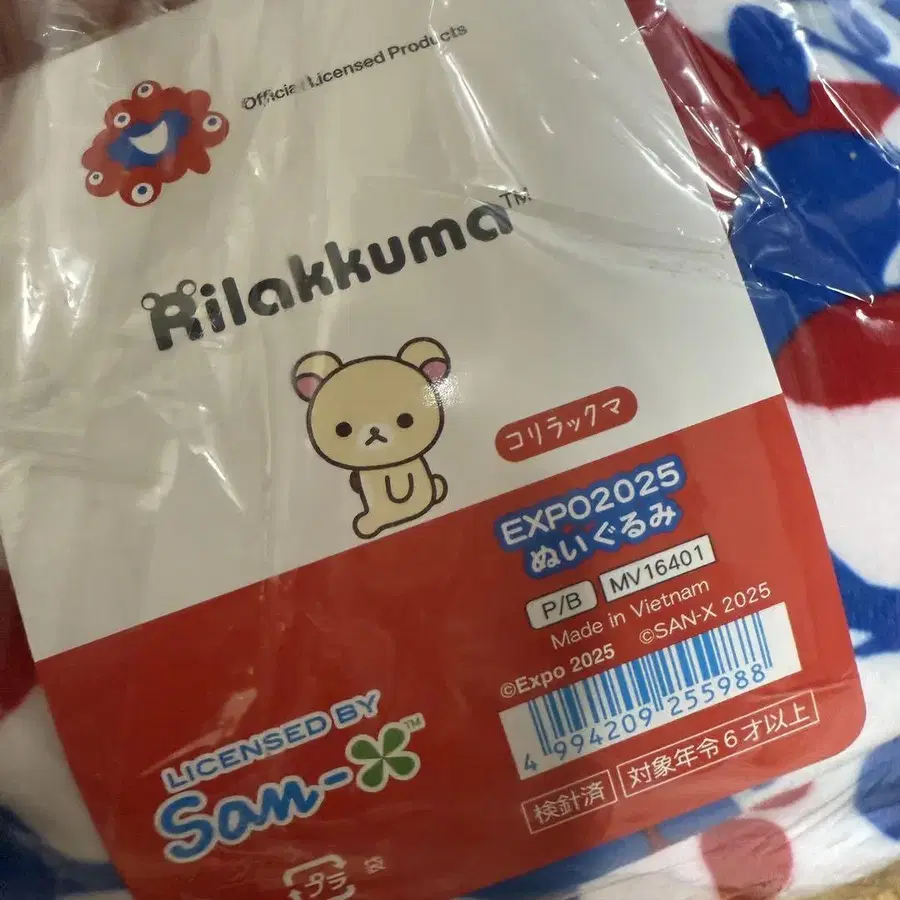 Official Licensed Products
Rilakkuma™
コリラックマ
EXPO2025
ぬいぐるみ
P/B MV16401
Made in Vietnam
©Expo 2025 ©SAN-X 2025
4 994209 255988
検針済 対象年令6才以上
LICENSED BY
San-X™
プラ 袋